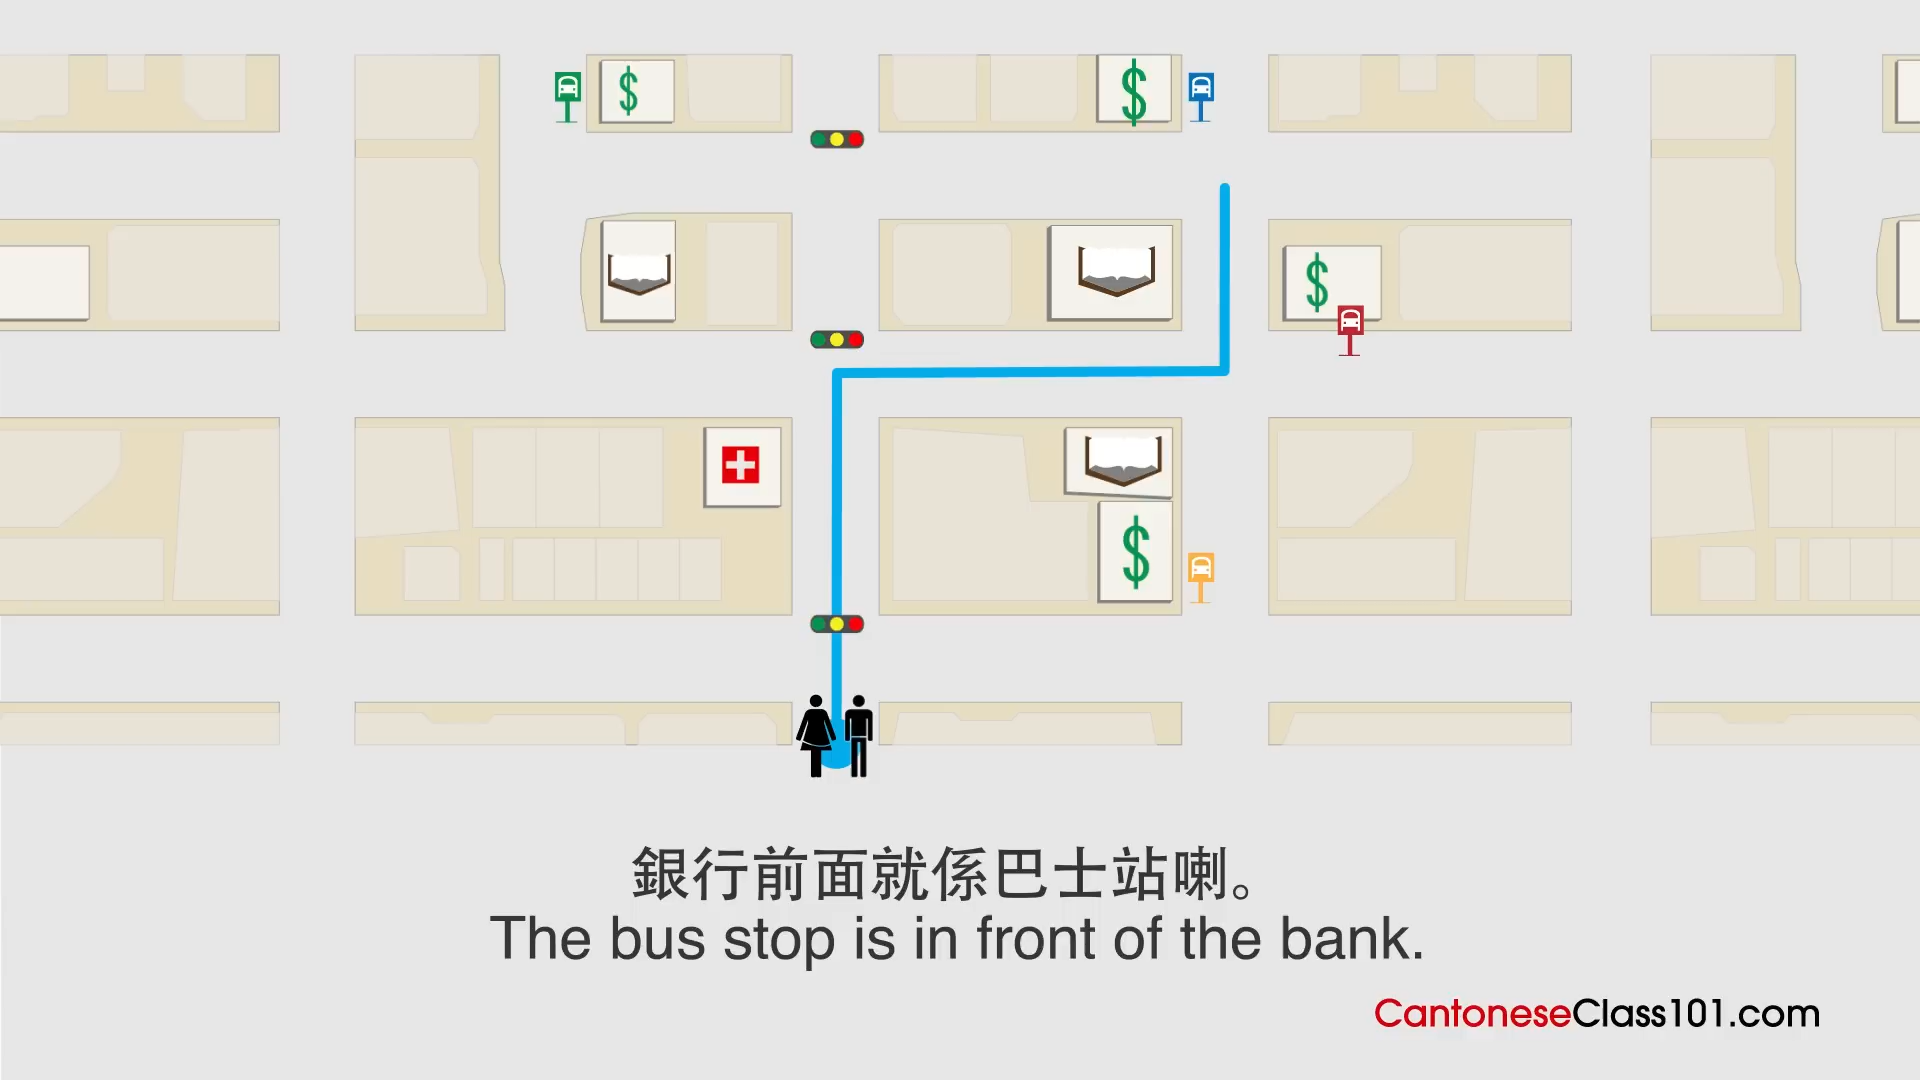 $
$
$
$
銀行前面就係巴士站喇。
The bus stop is in front of the bank.
CantoneseClass101.com